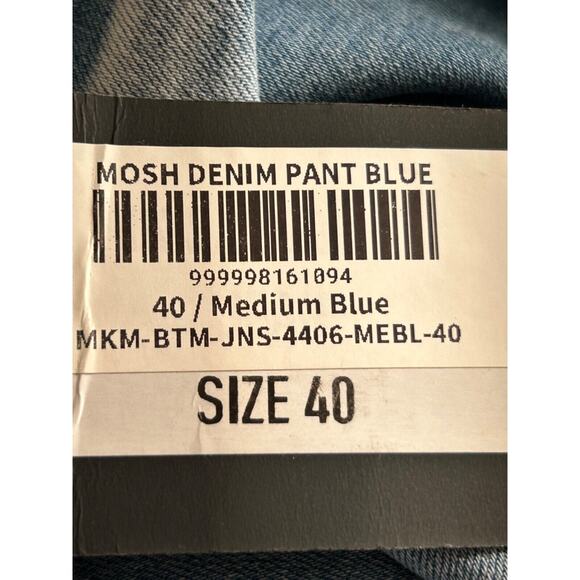 MOSH DENIM PANT BLUE
999998161094
40 / Medium Blue
MKM-BTM-JNS-4406-MEBL-40
SIZE 40